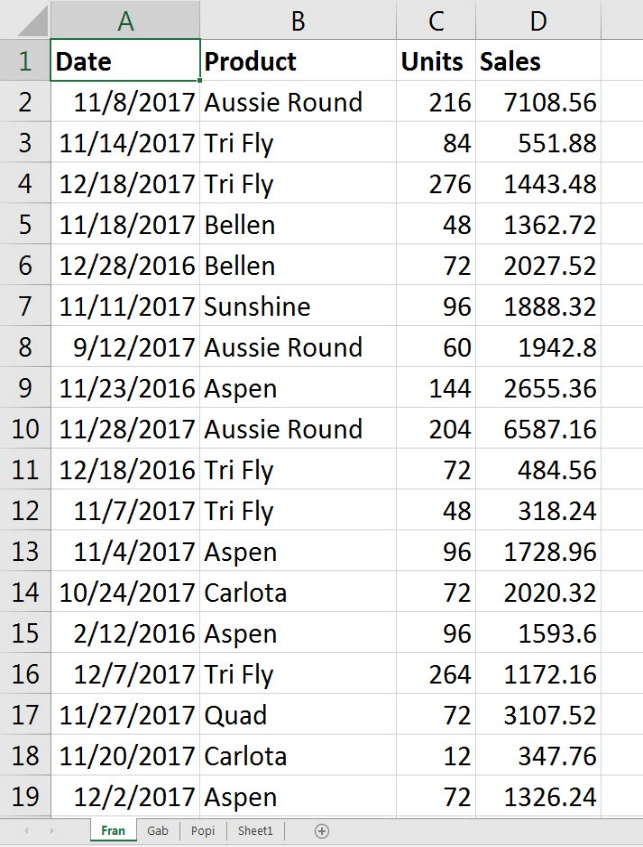 A B C D
1 Date Product Units Sales
2 11/8/2017 Aussie Round 216 7108.56
3 11/14/2017 Tri Fly 84 551.88
4 12/18/2017 Tri Fly 276 1443.48
5 11/18/2017 Bellen 48 1362.72
6 12/28/2016 Bellen 72 2027.52
7 11/11/2017 Sunshine 96 1888.32
8 9/12/2017 Aussie Round 60 1942.8
9 11/23/2016 Aspen 144 2655.36
10 11/28/2017 Aussie Round 204 6587.16
11 12/18/2016 Tri Fly 72 484.56
12 11/7/2017 Tri Fly 48 318.24
13 11/4/2017 Aspen 96 1728.96
14 10/24/2017 Carlota 72 2020.32
15 2/12/2016 Aspen 96 1593.6
16 12/7/2017 Tri Fly 264 1172.16
17 11/27/2017 Quad 72 3107.52
18 11/20/2017 Carlota 12 347.76
19 12/2/2017 Aspen 72 1326.24
Fran Gab Popi Sheet1